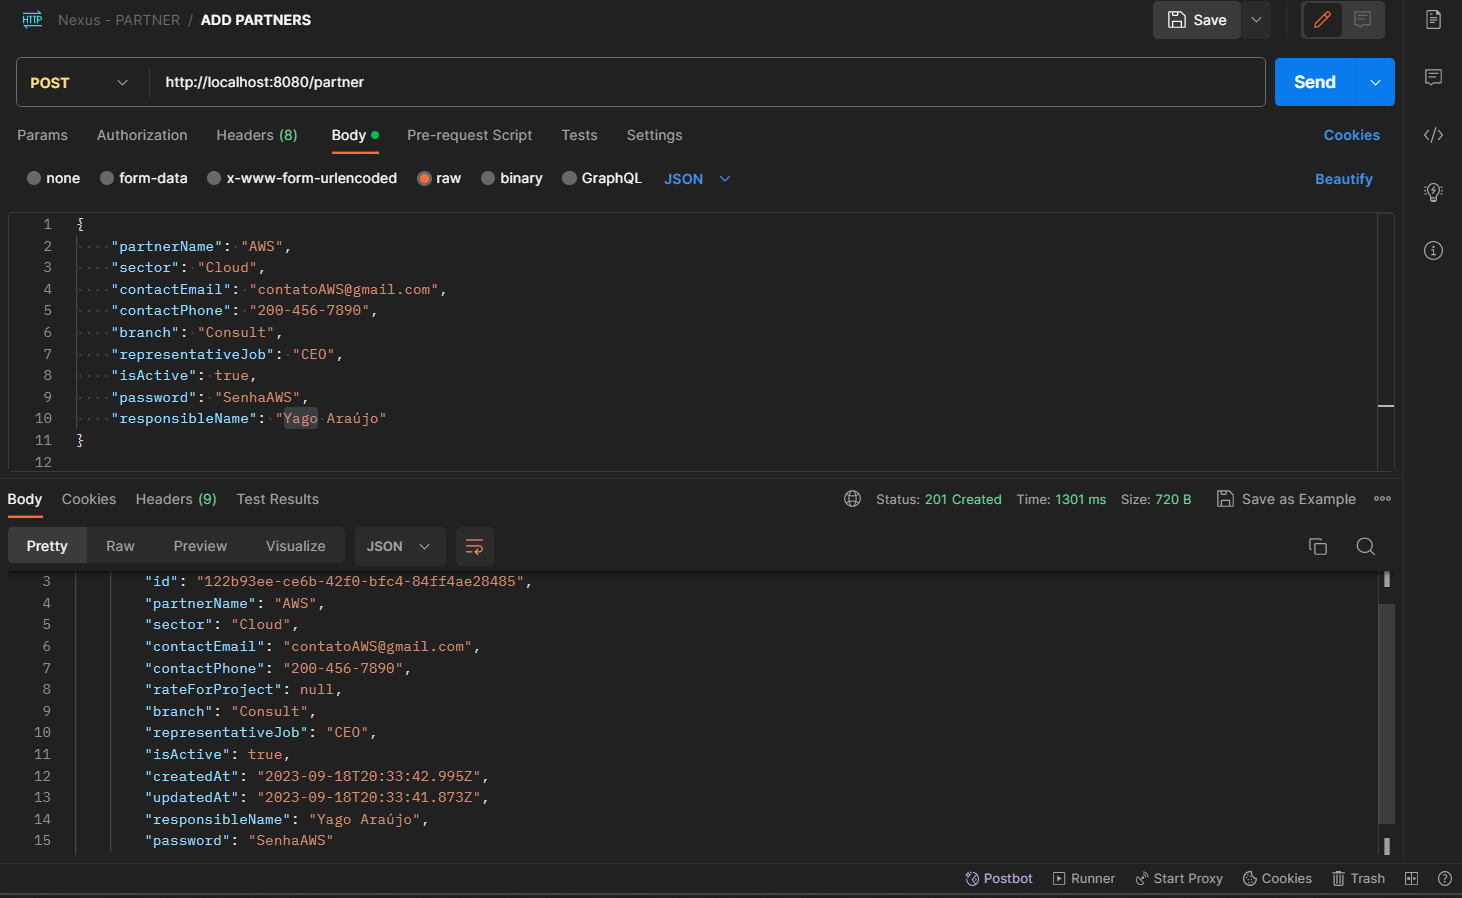 HTTP Nexus - PARTNER / ADD PARTNERS Save
POST http://localhost:8080/partner Send
Params Authorization Headers (8) Body Pre-request Script Tests Settings Cookies
none form-data x-www-form-urlencoded raw binary GraphQL JSON Beautify
1 {
2 "partnerName": "AWS",
3 "sector": "Cloud",
4 "contactEmail": "contatoAWS@gmail.com",
5 "contactPhone": "200-456-7890",
6 "branch": "Consult",
7 "representativeJob": "CEO",
8 "isActive": true,
9 "password": "SenhaAWS",
10 "responsibleName": "Yago Araújo"
11 }
12
Body Cookies Headers (9) Test Results Status: 201 Created Time: 1301 ms Size: 720 B Save as Example
Pretty Raw Preview Visualize JSON
3 "id": "122b93ee-ce6b-42f0-bfc4-84ff4ae28485",
4 "partnerName": "AWS",
5 "sector": "Cloud",
6 "contactEmail": "contatoAWS@gmail.com",
7 "contactPhone": "200-456-7890",
8 "rateForProject": null,
9 "branch": "Consult",
10 "representativeJob": "CEO",
11 "isActive": true,
12 "createdAt": "2023-09-18T20:33:42.995Z",
13 "updatedAt": "2023-09-18T20:33:41.873Z",
14 "responsibleName": "Yago Araújo",
15 "password": "SenhaAWS"
Postbot Runner Start Proxy Cookies Trash